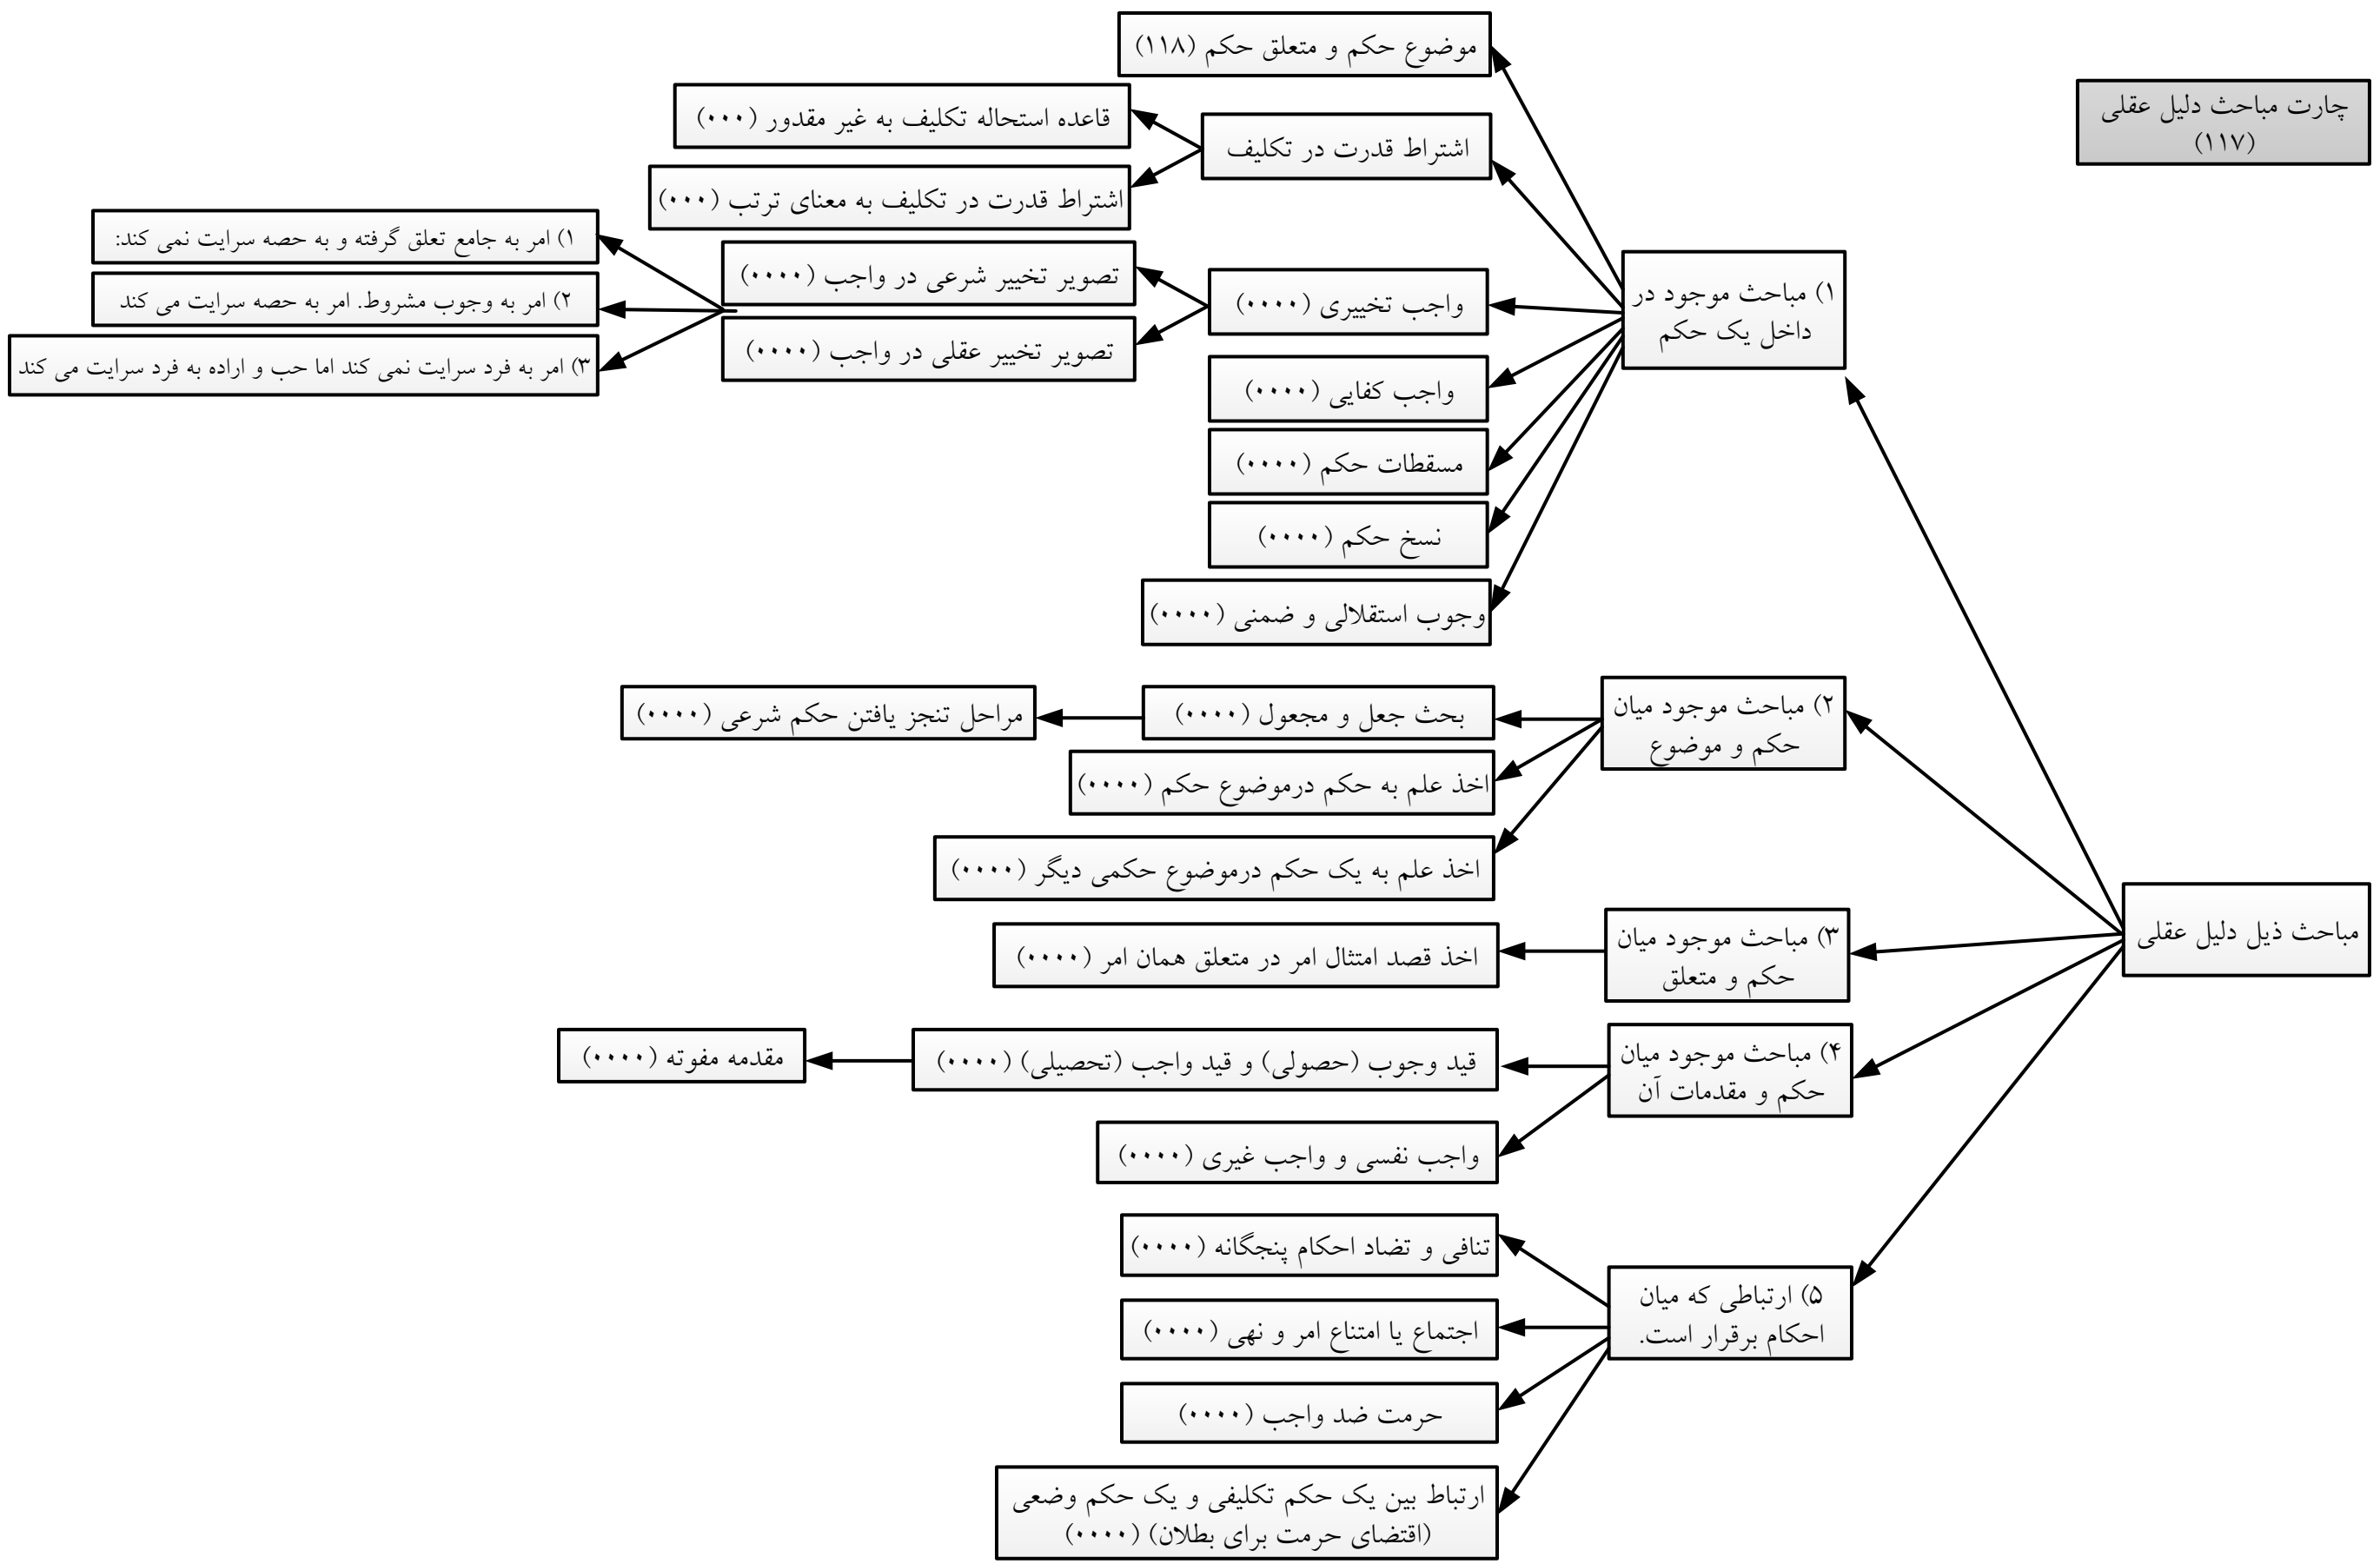 چارت مباحث دلیل عقلی
(۱۱۷)
مباحث ذیل دلیل عقلی
۱) مباحث موجود در
داخل یک حکم
موضوع حکم و متعلق حکم (۱۱۸)
اشتراط قدرت در تکلیف
قاعده استحاله تکلیف به غیر مقدور (۰۰۰)
اشتراط قدرت در تکلیف به معنای ترتب (۰۰۰)
واجب تخییری (۰۰۰۰)
تصویر تخییر شرعی در واجب (۰۰۰۰)
تصویر تخییر عقلی در واجب (۰۰۰۰)
۱) امر به جامع تعلق گرفته و به حصه سرایت نمی کند:
۲) امر به وجوب مشروط. امر به حصه سرایت می کند
۳) امر به فرد سرایت نمی کند اما حب و اراده به فرد سرایت می کند
واجب کفایی (۰۰۰۰)
مسقطات حکم (۰۰۰۰)
نسخ حکم (۰۰۰۰)
وجوب استقلالی و ضمنی (۰۰۰۰)
۲) مباحث موجود میان
حکم و موضوع
بحث جعل و مجعول (۰۰۰۰)
مراحل تنجز یافتن حکم شرعی (۰۰۰۰)
اخذ علم به حکم درموضوع حکم (۰۰۰۰)
اخذ علم به یک حکم درموضوع حکمی دیگر (۰۰۰۰)
۳) مباحث موجود میان
حکم و متعلق
اخذ قصد امتثال امر در متعلق همان امر (۰۰۰۰)
۴) مباحث موجود میان
حکم و مقدمات آن
قید وجوب (حصولی) و قید واجب (تحصیلی) (۰۰۰۰)
مقدمه مفوته (۰۰۰۰)
واجب نفسی و واجب غیری (۰۰۰۰)
۵) ارتباطی که میان
احکام برقرار است.
تنافی و تضاد احکام پنجگانه (۰۰۰۰)
اجتماع یا امتناع امر و نهی (۰۰۰۰)
حرمت ضد واجب (۰۰۰۰)
ارتباط بین یک حکم تکلیفی و یک حکم وضعی
(اقتضای حرمت برای بطلان) (۰۰۰۰)